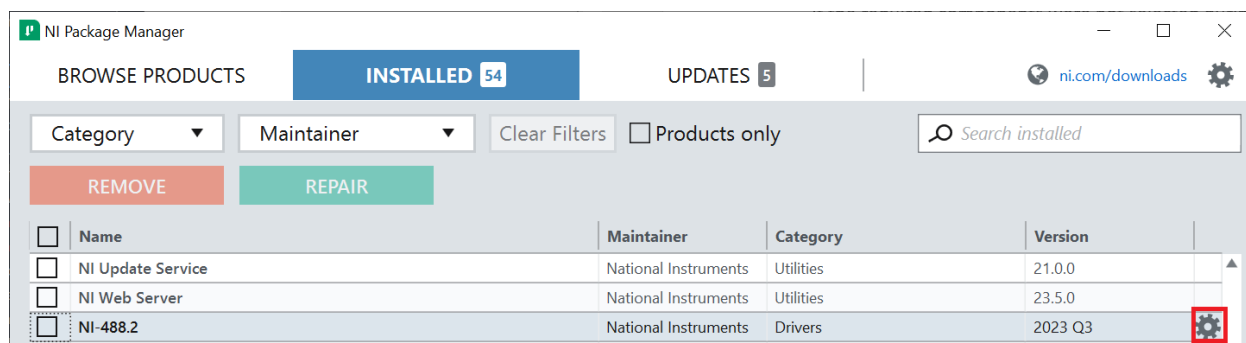 NI Package Manager
BROWSE PRODUCTS INSTALLED 54 UPDATES 5 ni.com/downloads
Category Maintainer Clear Filters Products only Search installed
REMOVE REPAIR
Name Maintainer Category Version
NI Update Service National Instruments Utilities 21.0.0
NI Web Server National Instruments Utilities 23.5.0
NI-488.2 National Instruments Drivers 2023 Q3